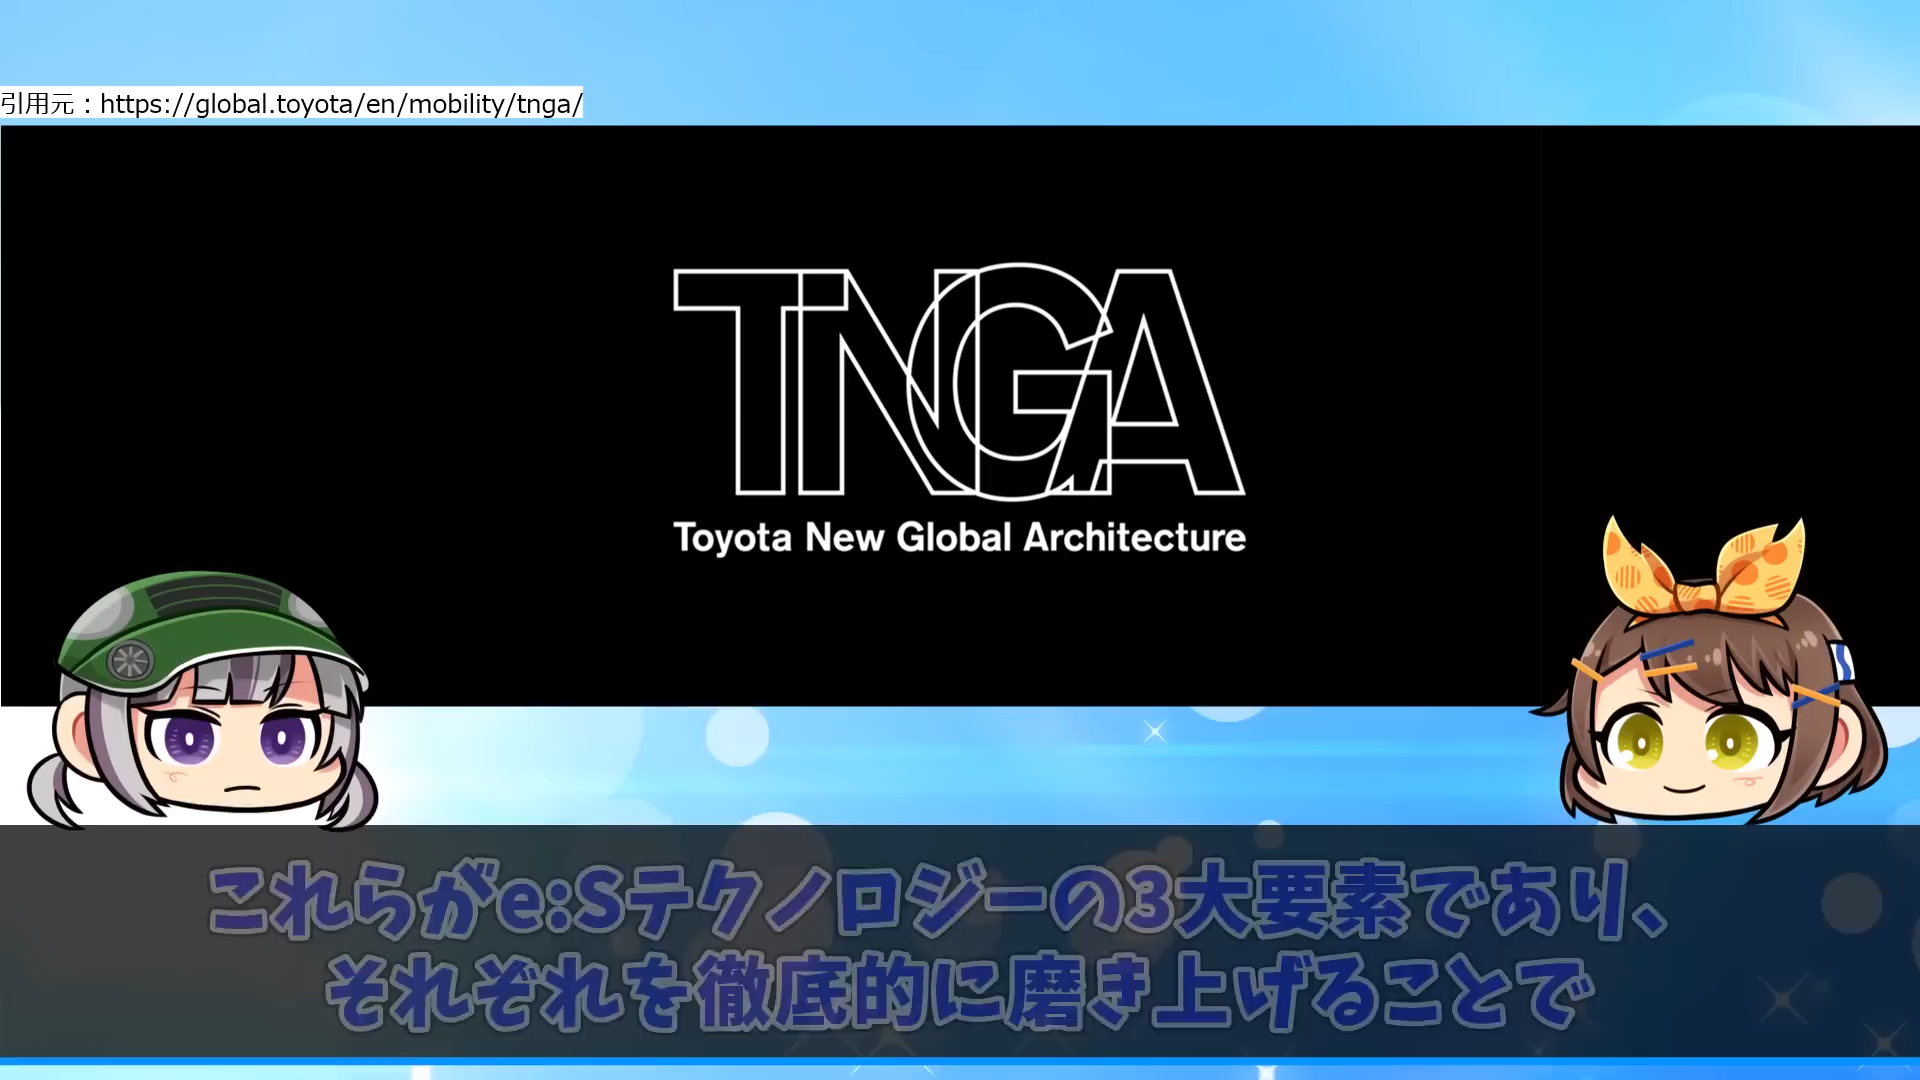 引用元：https://global.toyota/en/mobility/tnga/
TNGA
Toyota New Global Architecture
これらがe:Sテクノロジーの3大要素であり、
それぞれを徹底的に磨き上げることで